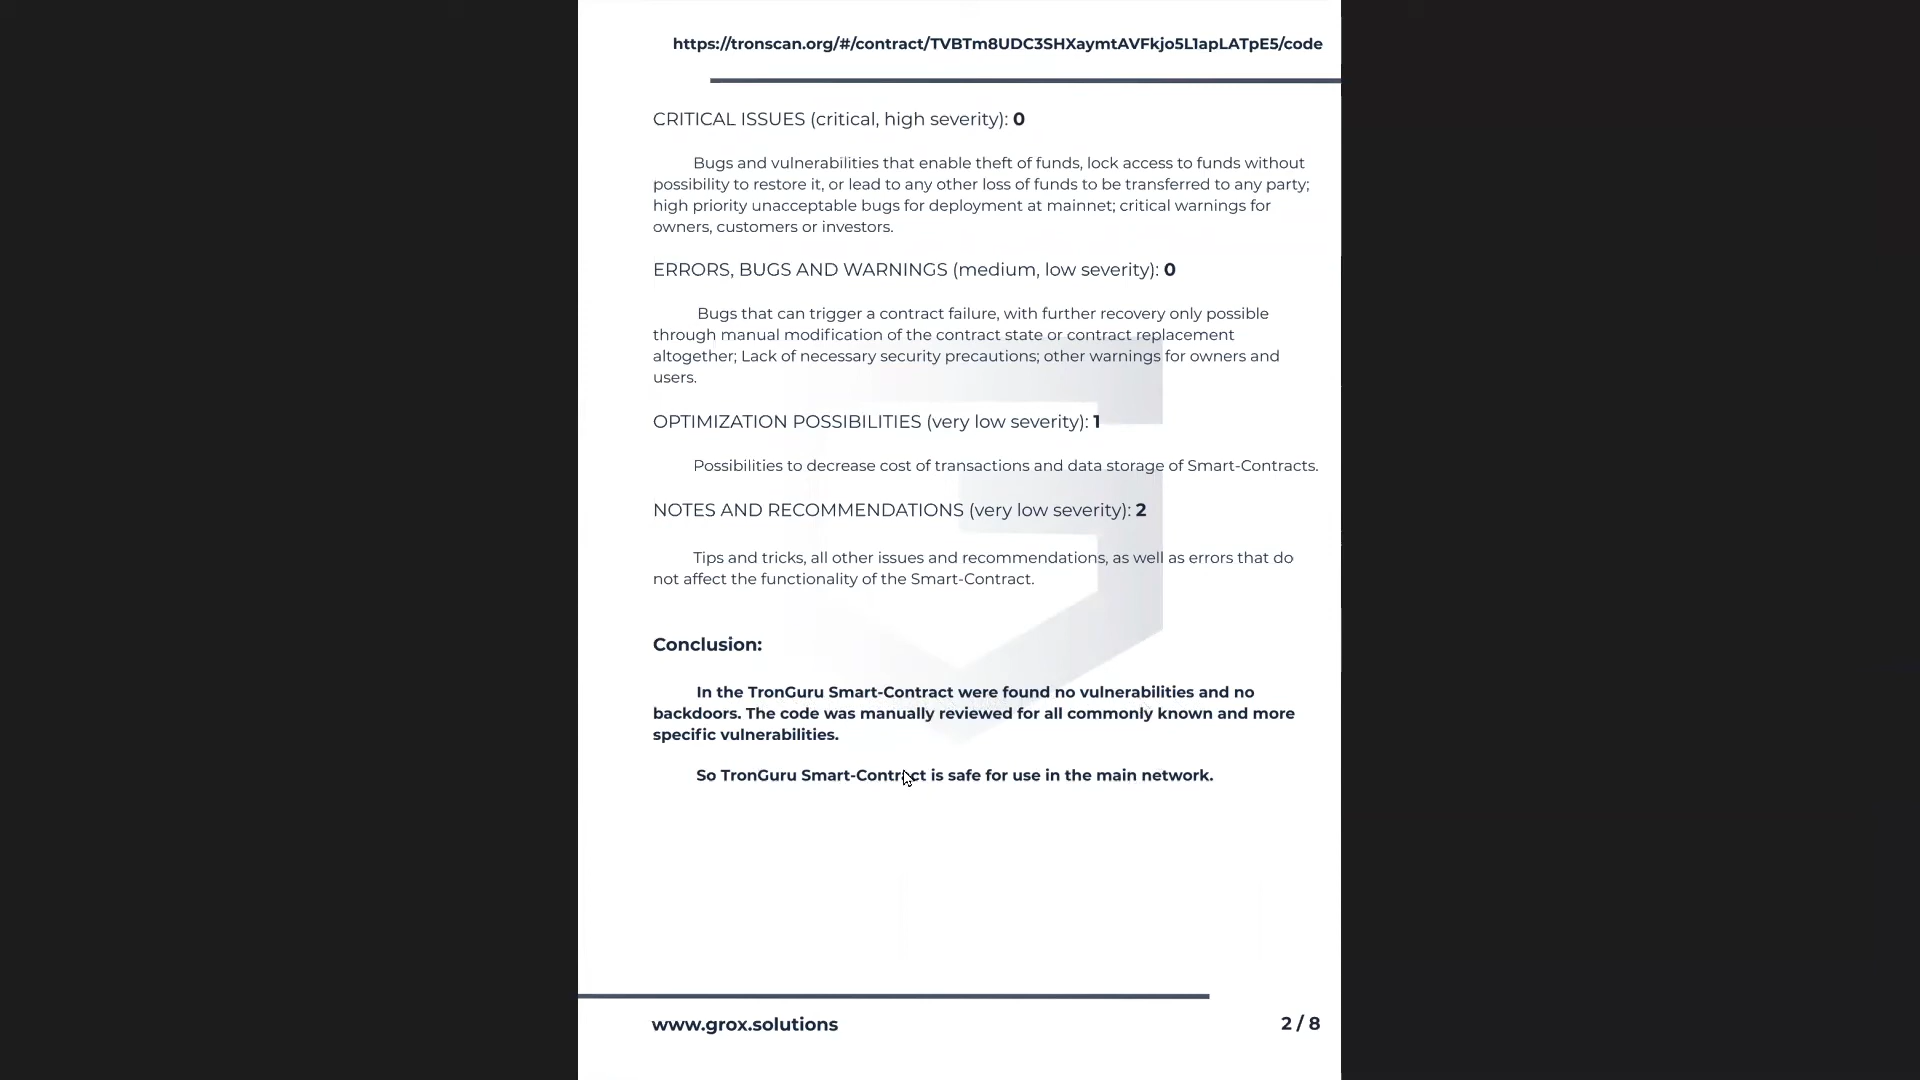 https://tronscan.org/#/contract/TVBTm8UDC3SHXaymtAVFkjo5L1apLATpE5/code
CRITICAL ISSUES (critical, high severity): 0
Bugs and vulnerabilities that enable theft of funds, lock access to funds without
possibility to restore it, or lead to any other loss of funds to be transferred to any party;
high priority unacceptable bugs for deployment at mainnet; critical warnings for
owners, customers or investors.
ERRORS, BUGS AND WARNINGS (medium, low severity): 0
Bugs that can trigger a contract failure, with further recovery only possible
through manual modification of the contract state or contract replacement
altogether; Lack of necessary security precautions; other warnings for owners and
users.
OPTIMIZATION POSSIBILITIES (very low severity): 1
Possibilities to decrease cost of transactions and data storage of Smart-Contracts.
NOTES AND RECOMMENDATIONS (very low severity): 2
Tips and tricks, all other issues and recommendations, as well as errors that do
not affect the functionality of the Smart-Contract.
Conclusion:
In the TronGuru Smart-Contract were found no vulnerabilities and no
backdoors. The code was manually reviewed for all commonly known and more
specific vulnerabilities.
So TronGuru Smart-Contract is safe for use in the main network.
www.grox.solutions
2 / 8